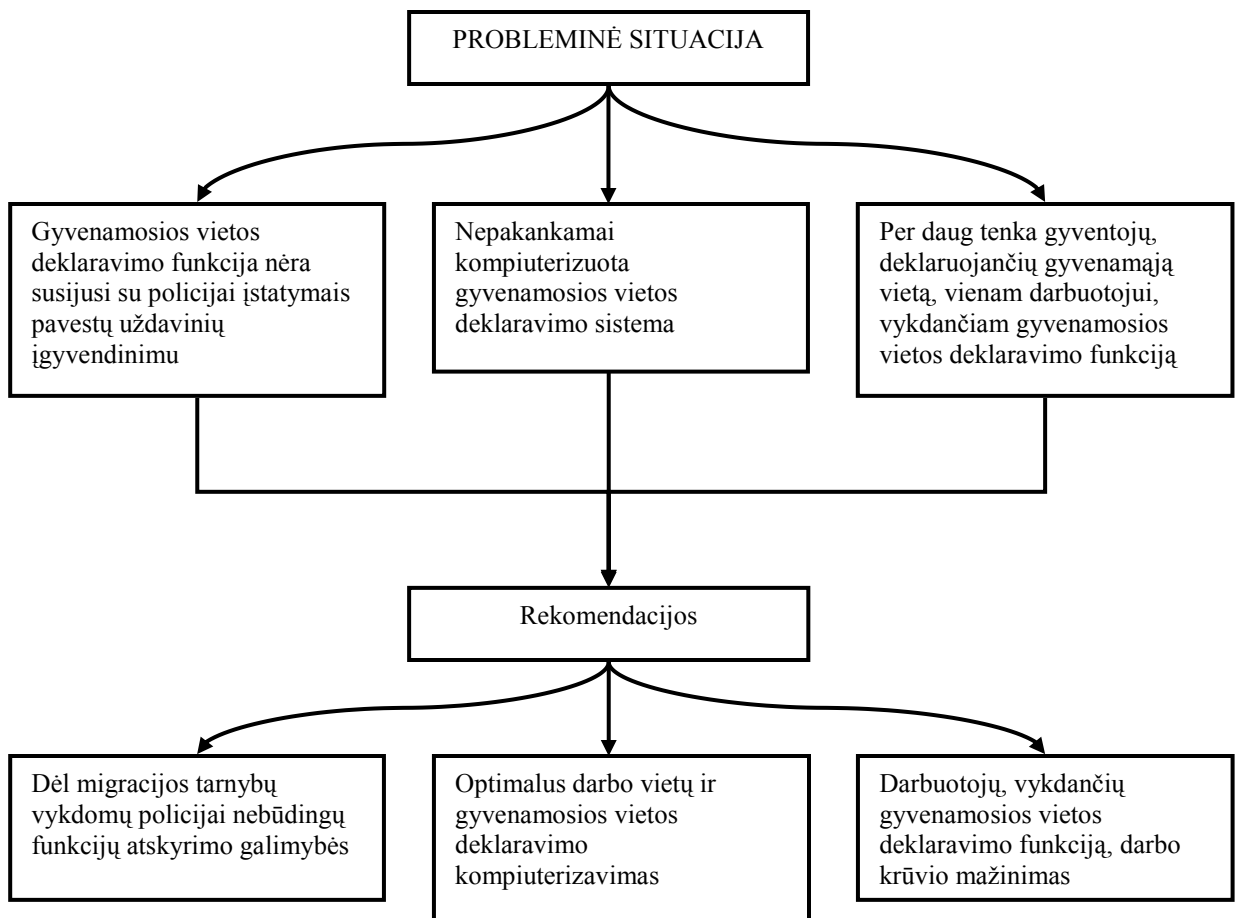 PROBLEMINĖ SITUACIJA
Gyvenamosios vietos
deklaravimo funkcija nėra
susijusi su policijai įstatymais
pavestų uždavinių
įgyvendinimu
Nepakankamai
kompiuterizuota
gyvenamosios vietos
deklaravimo sistema
Per daug tenka gyventojų,
deklaruojančių gyvenamąją
vietą, vienam darbuotojui,
vykdančiam gyvenamosios
vietos deklaravimo funkciją
Rekomendacijos
Dėl migracijos tarnybų
vykdomų policijai nebūdingų
funkcijų atskyrimo galimybės
Optimalus darbo vietų ir
gyvenamosios vietos
deklaravimo
kompiuterizavimas
Darbuotojų, vykdančių
gyvenamosios vietos
deklaravimo funkciją, darbo
krūvio mažinimas